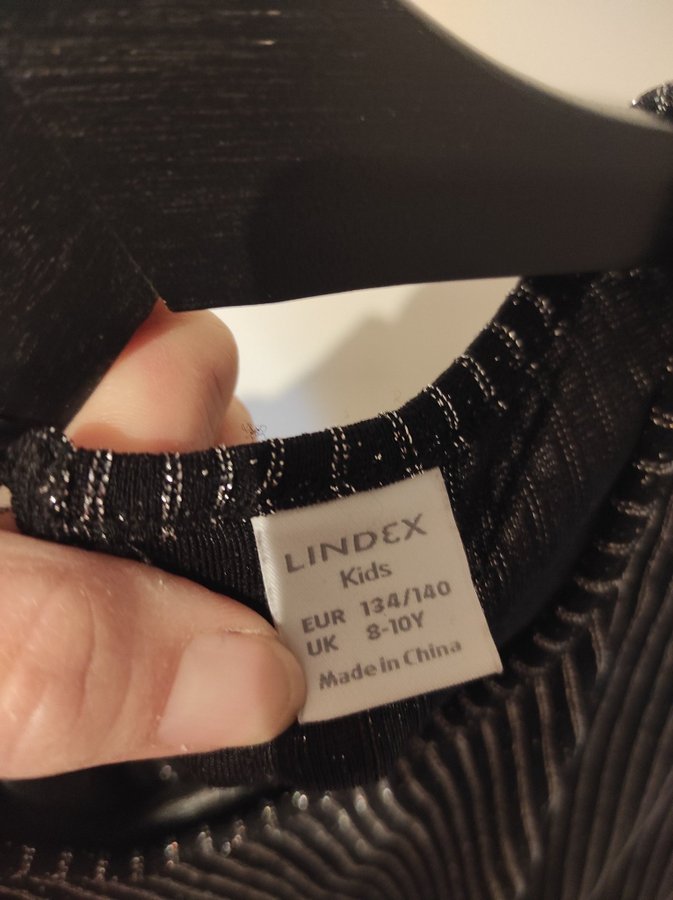 LINDEX
Kids
EUR 134/140
UK 8-10Y
Made in China